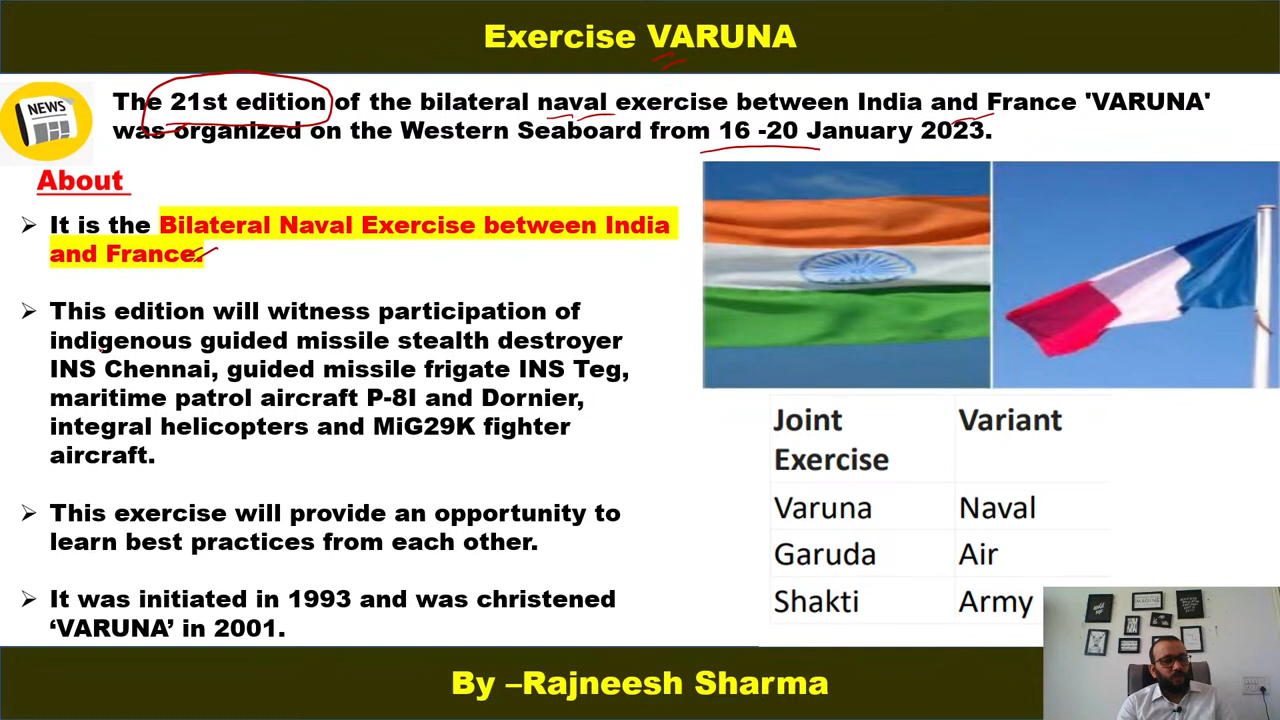 Exercise VARUNA
NEWS
The 21st edition of the bilateral naval exercise between India and France 'VARUNA'
was organized on the Western Seaboard from 16 -20 January 2023.
About
It is the Bilateral Naval Exercise between India
and France.
This edition will witness participation of
indigenous guided missile stealth destroyer
INS Chennai, guided missile frigate INS Teg,
maritime patrol aircraft P-8I and Dornier,
integral helicopters and MiG29K fighter
aircraft.
This exercise will provide an opportunity to
learn best practices from each other.
It was initiated in 1993 and was christened
‘VARUNA’ in 2001.
Joint Exercise Variant
Varuna Naval
Garuda Air
Shakti Army
By –Rajneesh Sharma